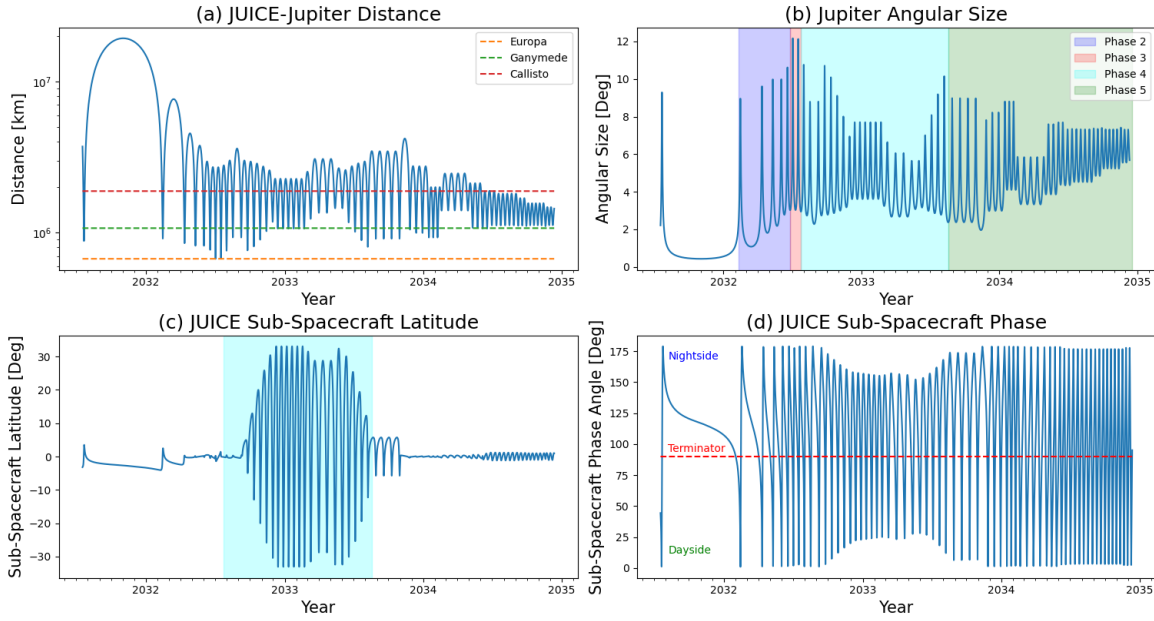 (a) JUICE-Jupiter Distance
Distance [km]
10^7
10^6
Europa
Ganymede
Callisto
2032
2033
2034
2035
Year
(b) Jupiter Angular Size
Angular Size [Deg]
12
10
8
6
4
2
0
Phase 2
Phase 3
Phase 4
Phase 5
2032
2033
2034
2035
Year
(c) JUICE Sub-Spacecraft Latitude
Sub-Spacecraft Latitude [Deg]
30
20
10
0
−10
−20
−30
2032
2033
2034
2035
Year
(d) JUICE Sub-Spacecraft Phase
Sub-Spacecraft Phase Angle [Deg]
175
150
125
100
75
50
25
0
Nightside
Terminator
Dayside
2032
2033
2034
2035
Year